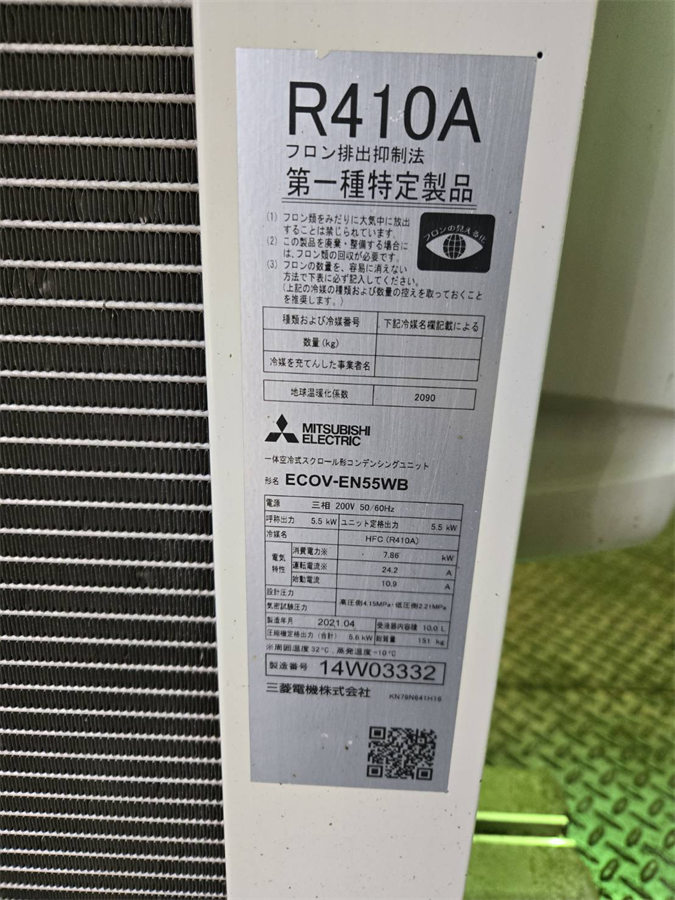 R410A
フロン排出抑制法
第一種特定製品
(1) フロン類をみだりに大気中に放出
することは禁じられています。
(2) この製品を廃棄・整備する場合に
は、フロン類の回収が必要です。
(3) フロンの数量を、容易に消えない
方法で下表に必ず記入してください。
(上記の冷媒の種類および数量の控えを取っておくこと
を推奨します。)
フロンの見える化
種類および冷媒番号 下記冷媒名欄記載による
数量(kg)
冷媒を充てんした事業者名
地球温暖化係数 2090
MITSUBISHI
ELECTRIC
一体空冷式スクロール形コンデンシングユニット
形名 ECOV-EN55WB
電源 三相 200V 50/60Hz
呼称出力 5.5 kW ユニット定格出力 5.5 kW
冷媒名 HFC (R410A)
電気特性 消費電力※ 7.86 kW
運転電流※ 24.2 A
始動電流 10.9 A
設計圧力
気密試験圧力 高圧側4.15MPa・低圧側2.21MPa
製造年月 2021.04 受液器内容積 10.0 L
圧縮機定格出力(合計) 5.6 kW 総質量 151 kg
※周囲温度 32℃, 蒸発温度-10℃
製造番号 14W03332
三菱電機株式会社 KN79N641H16